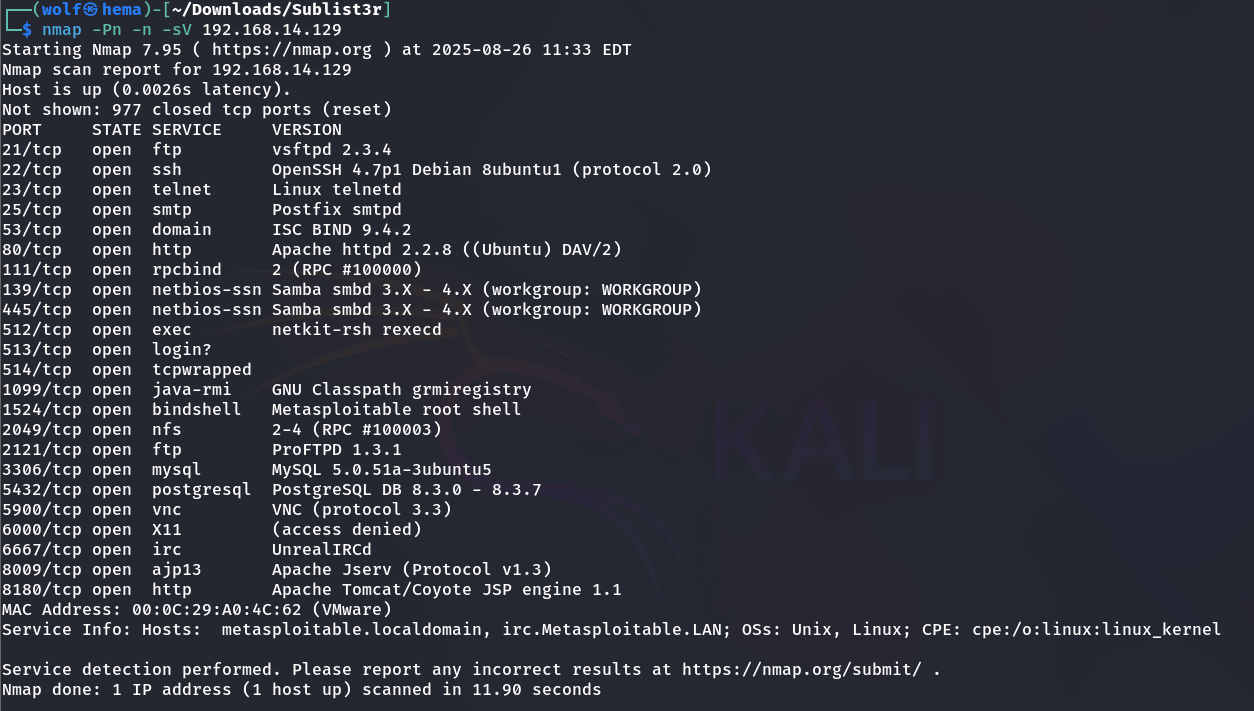 ┌──(wolf㉿hema)-[~/Downloads/Sublist3r]
└─$ nmap -Pn -n -sV 192.168.14.129
Starting Nmap 7.95 ( https://nmap.org ) at 2025-08-26 11:33 EDT
Nmap scan report for 192.168.14.129
Host is up (0.0026s latency).
Not shown: 977 closed tcp ports (reset)
PORT     STATE SERVICE     VERSION
21/tcp   open  ftp         vsftpd 2.3.4
22/tcp   open  ssh         OpenSSH 4.7p1 Debian 8ubuntu1 (protocol 2.0)
23/tcp   open  telnet      Linux telnetd
25/tcp   open  smtp        Postfix smtpd
53/tcp   open  domain      ISC BIND 9.4.2
80/tcp   open  http        Apache httpd 2.2.8 ((Ubuntu) DAV/2)
111/tcp  open  rpcbind     2 (RPC #100000)
139/tcp  open  netbios-ssn Samba smbd 3.X - 4.X (workgroup: WORKGROUP)
445/tcp  open  netbios-ssn Samba smbd 3.X - 4.X (workgroup: WORKGROUP)
512/tcp  open  exec        netkit-rsh rexecd
513/tcp  open  login?
514/tcp  open  tcpwrapped
1099/tcp open  java-rmi    GNU Classpath grmiregistry
1524/tcp open  bindshell   Metasploitable root shell
2049/tcp open  nfs         2-4 (RPC #100003)
2121/tcp open  ftp         ProFTPD 1.3.1
3306/tcp open  mysql       MySQL 5.0.51a-3ubuntu5
5432/tcp open  postgresql  PostgreSQL DB 8.3.0 - 8.3.7
5900/tcp open  vnc         VNC (protocol 3.3)
6000/tcp open  X11         (access denied)
6667/tcp open  irc         UnrealIRCd
8009/tcp open  ajp13       Apache Jserv (Protocol v1.3)
8180/tcp open  http        Apache Tomcat/Coyote JSP engine 1.1
MAC Address: 00:0C:29:A0:4C:62 (VMware)
Service Info: Hosts:  metasploitable.localdomain, irc.Metasploitable.LAN; OSs: Unix, Linux; CPE: cpe:/o:linux:linux_kernel

Service detection performed. Please report any incorrect results at https://nmap.org/submit/ .
Nmap done: 1 IP address (1 host up) scanned in 11.90 seconds
KALI